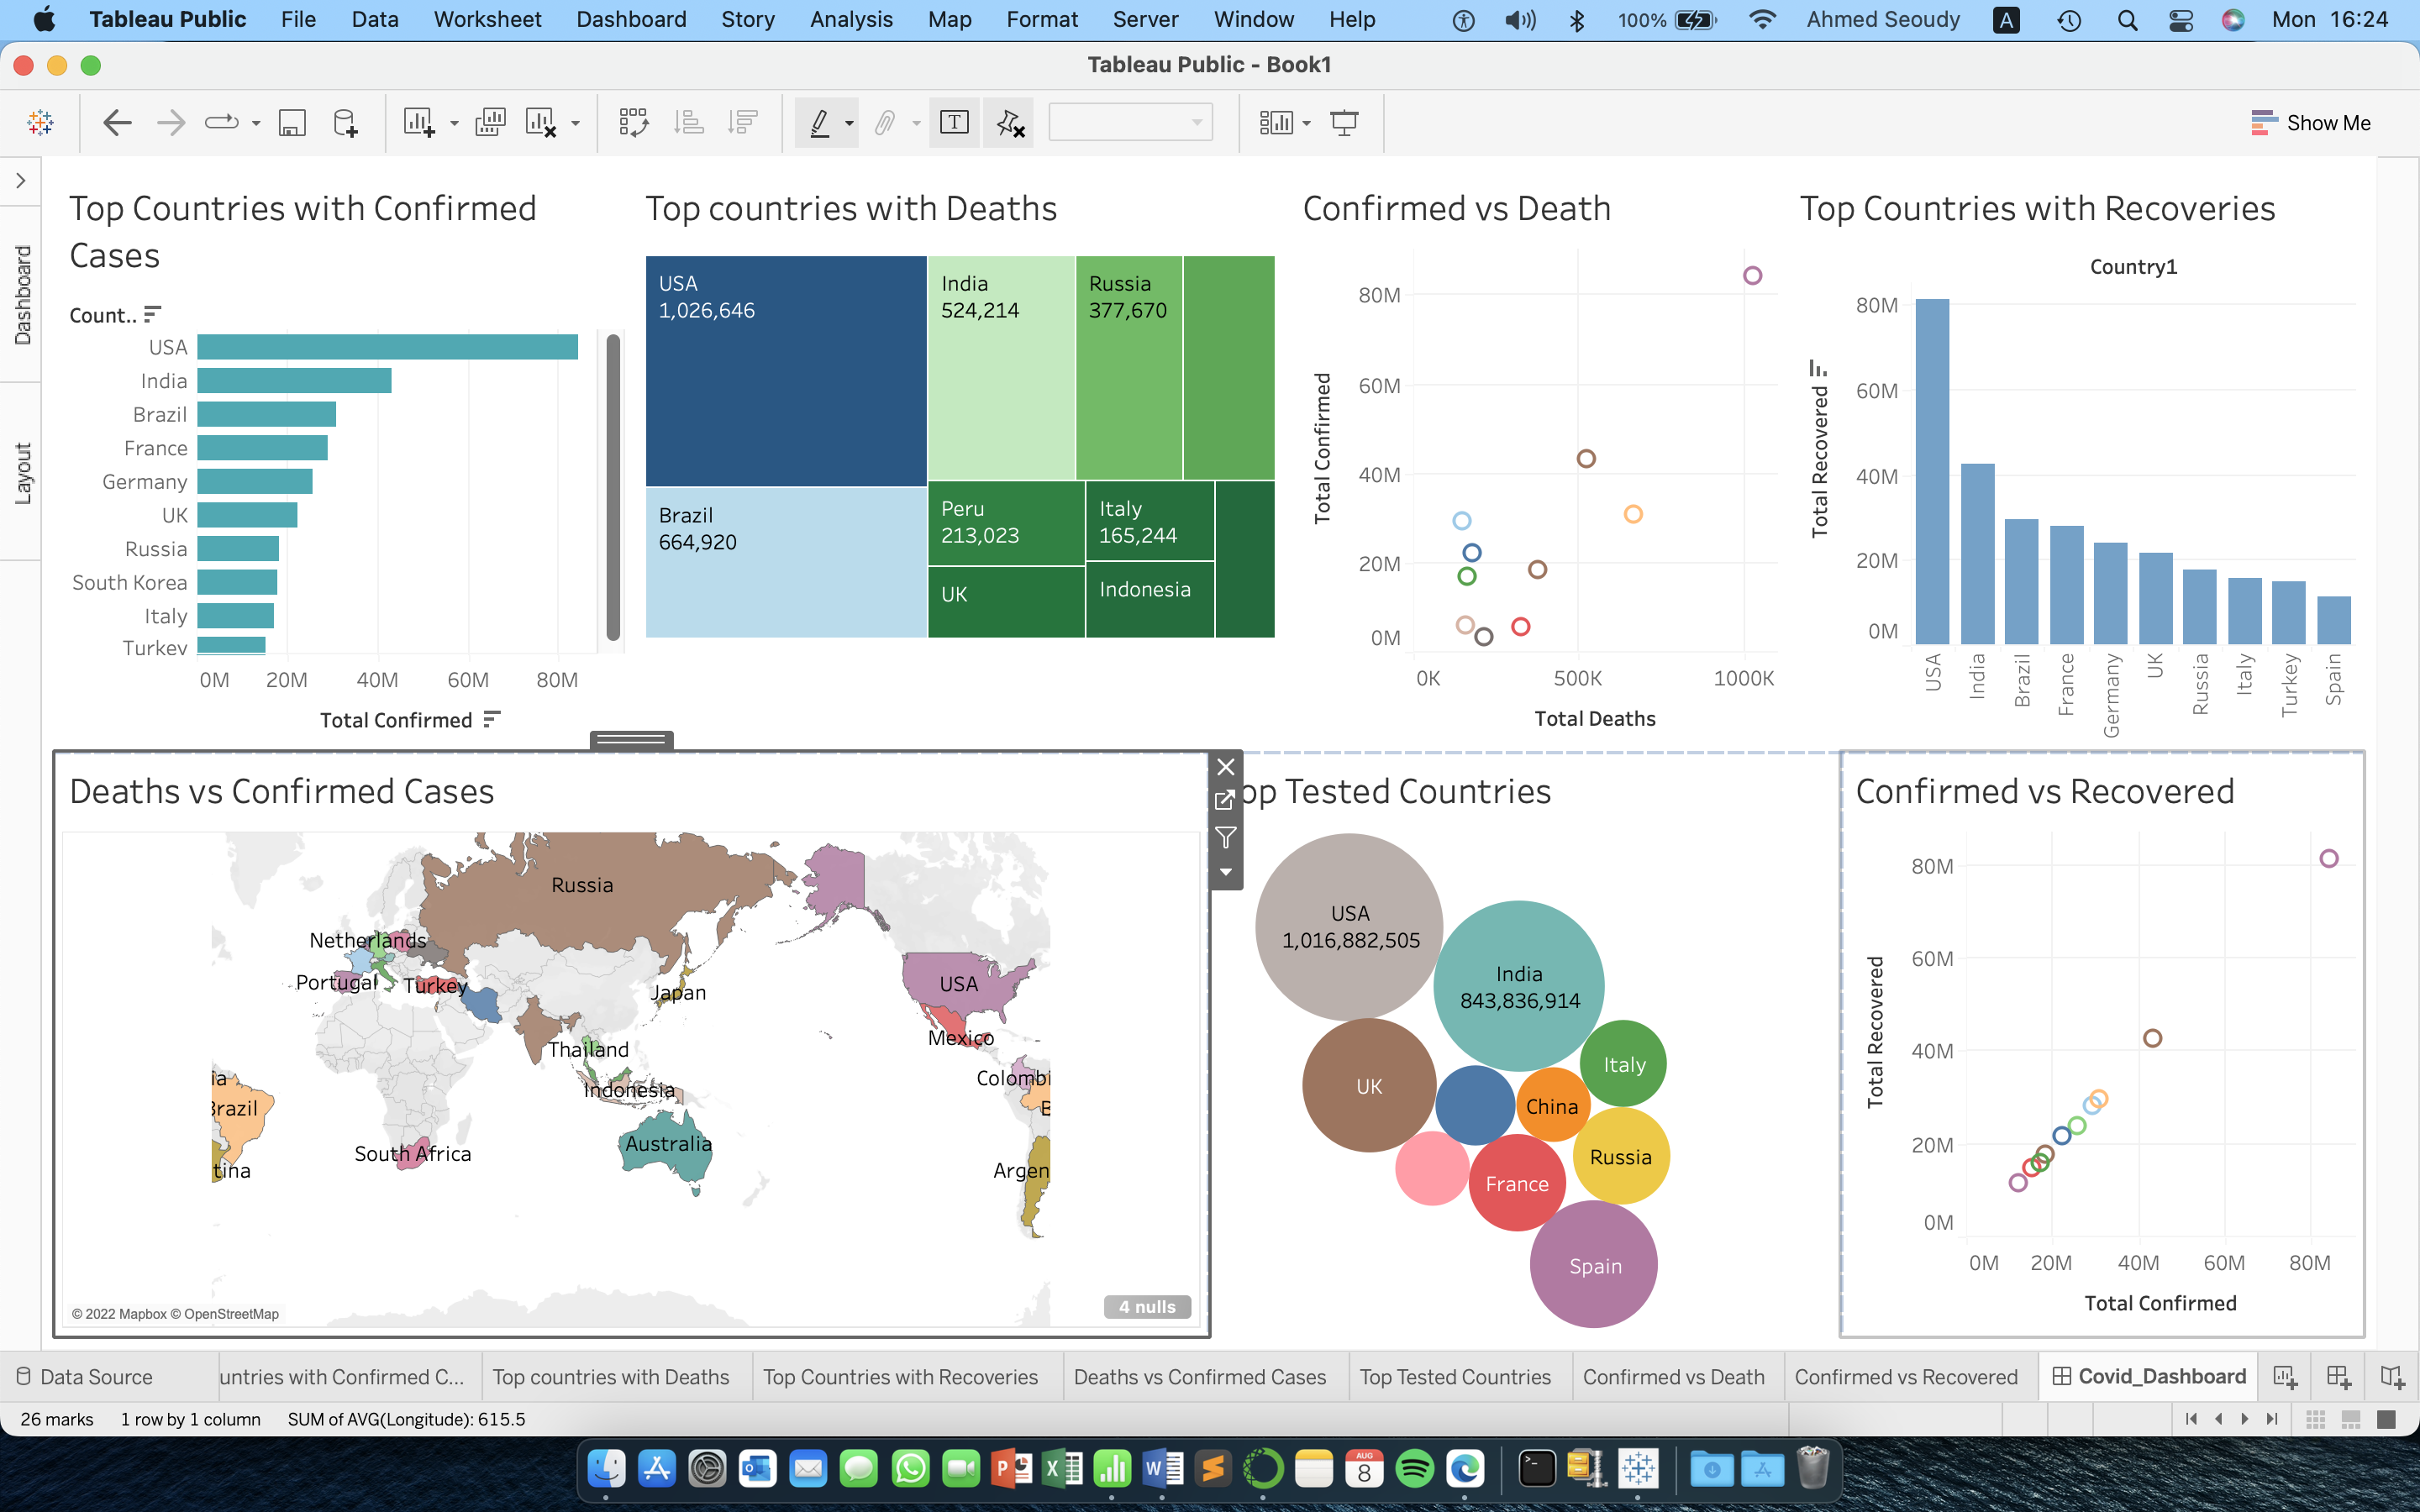 Tableau Public File Data Worksheet Dashboard Story Analysis Map Format Server Window Help 100% Ahmed Seoudy A Mon 16:24
Tableau Public - Book1
T
Show Me
Dashboard
Layout
Top Countries with Confirmed
Cases
Count..
USA
India
Brazil
France
Germany
UK
Russia
South Korea
Italy
Turkey
0M 20M 40M 60M 80M
Total Confirmed
Top countries with Deaths
USA
1,026,646
India
524,214
Russia
377,670
Brazil
664,920
Peru
213,023
Italy
165,244
UK
Indonesia
Confirmed vs Death
Total Confirmed
80M
60M
40M
20M
0M
0K 500K 1000K
Total Deaths
Top Countries with Recoveries
Country1
Total Recovered
80M
60M
40M
20M
0M
USA India Brazil France Germany UK Russia Italy Turkey Spain
Deaths vs Confirmed Cases
Russia
Netherlands
Portugal
Turkey
Japan
USA
Mexico
Thailand
ia
Colombi
Indonesia
Brazil
B
Australia
South Africa
tina
Argen
© 2022 Mapbox © OpenStreetMap
4 nulls
op Tested Countries
USA
1,016,882,505
India
843,836,914
Italy
UK
China
Russia
France
Spain
Confirmed vs Recovered
Total Recovered
80M
60M
40M
20M
0M
0M 20M 40M 60M 80M
Total Confirmed
Data Source untries with Confirmed C... Top countries with Deaths Top Countries with Recoveries Deaths vs Confirmed Cases Top Tested Countries Confirmed vs Death Confirmed vs Recovered Covid_Dashboard
26 marks 1 row by 1 column SUM of AVG(Longitude): 615.5
AUG
8